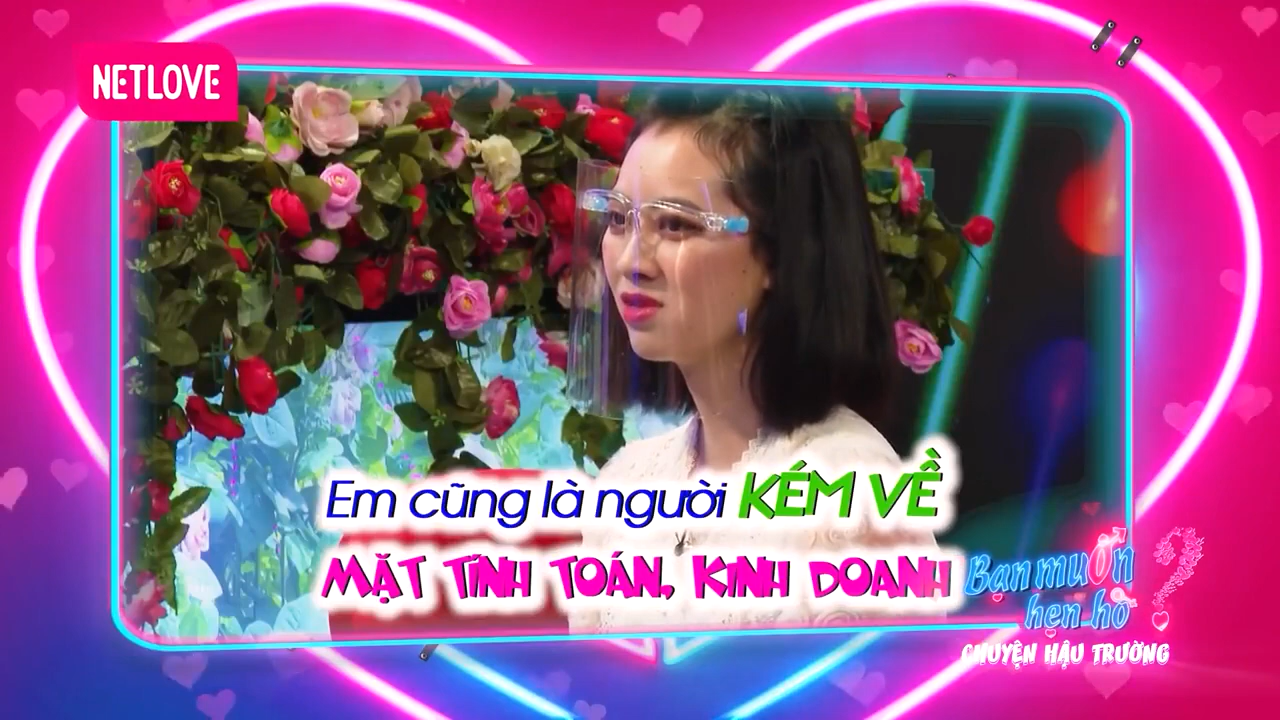 NETLOVE
Em cũng là người KÉM VỀ
MẶT TÍNH TOÁN, KINH DOANH
Bạn muốn
hẹn hò ?
CHUYỆN HẬU TRƯỜNG